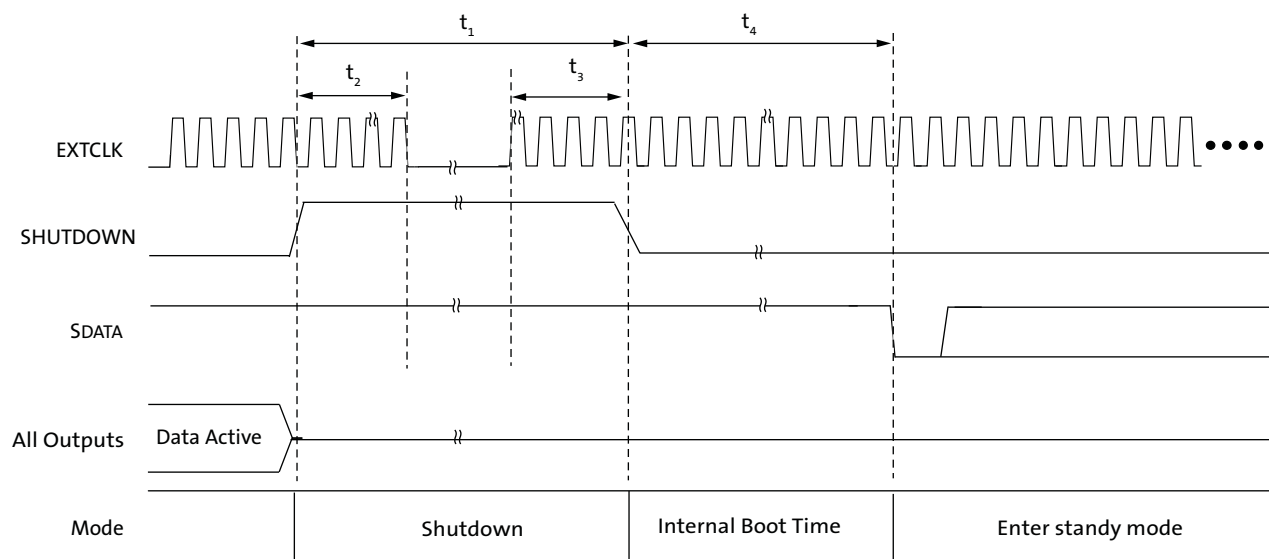 t₁
t₄
t₂
t₃
EXTCLK
SHUTDOWN
SDATA
All Outputs Data Active
Mode Shutdown Internal Boot Time Enter standy mode